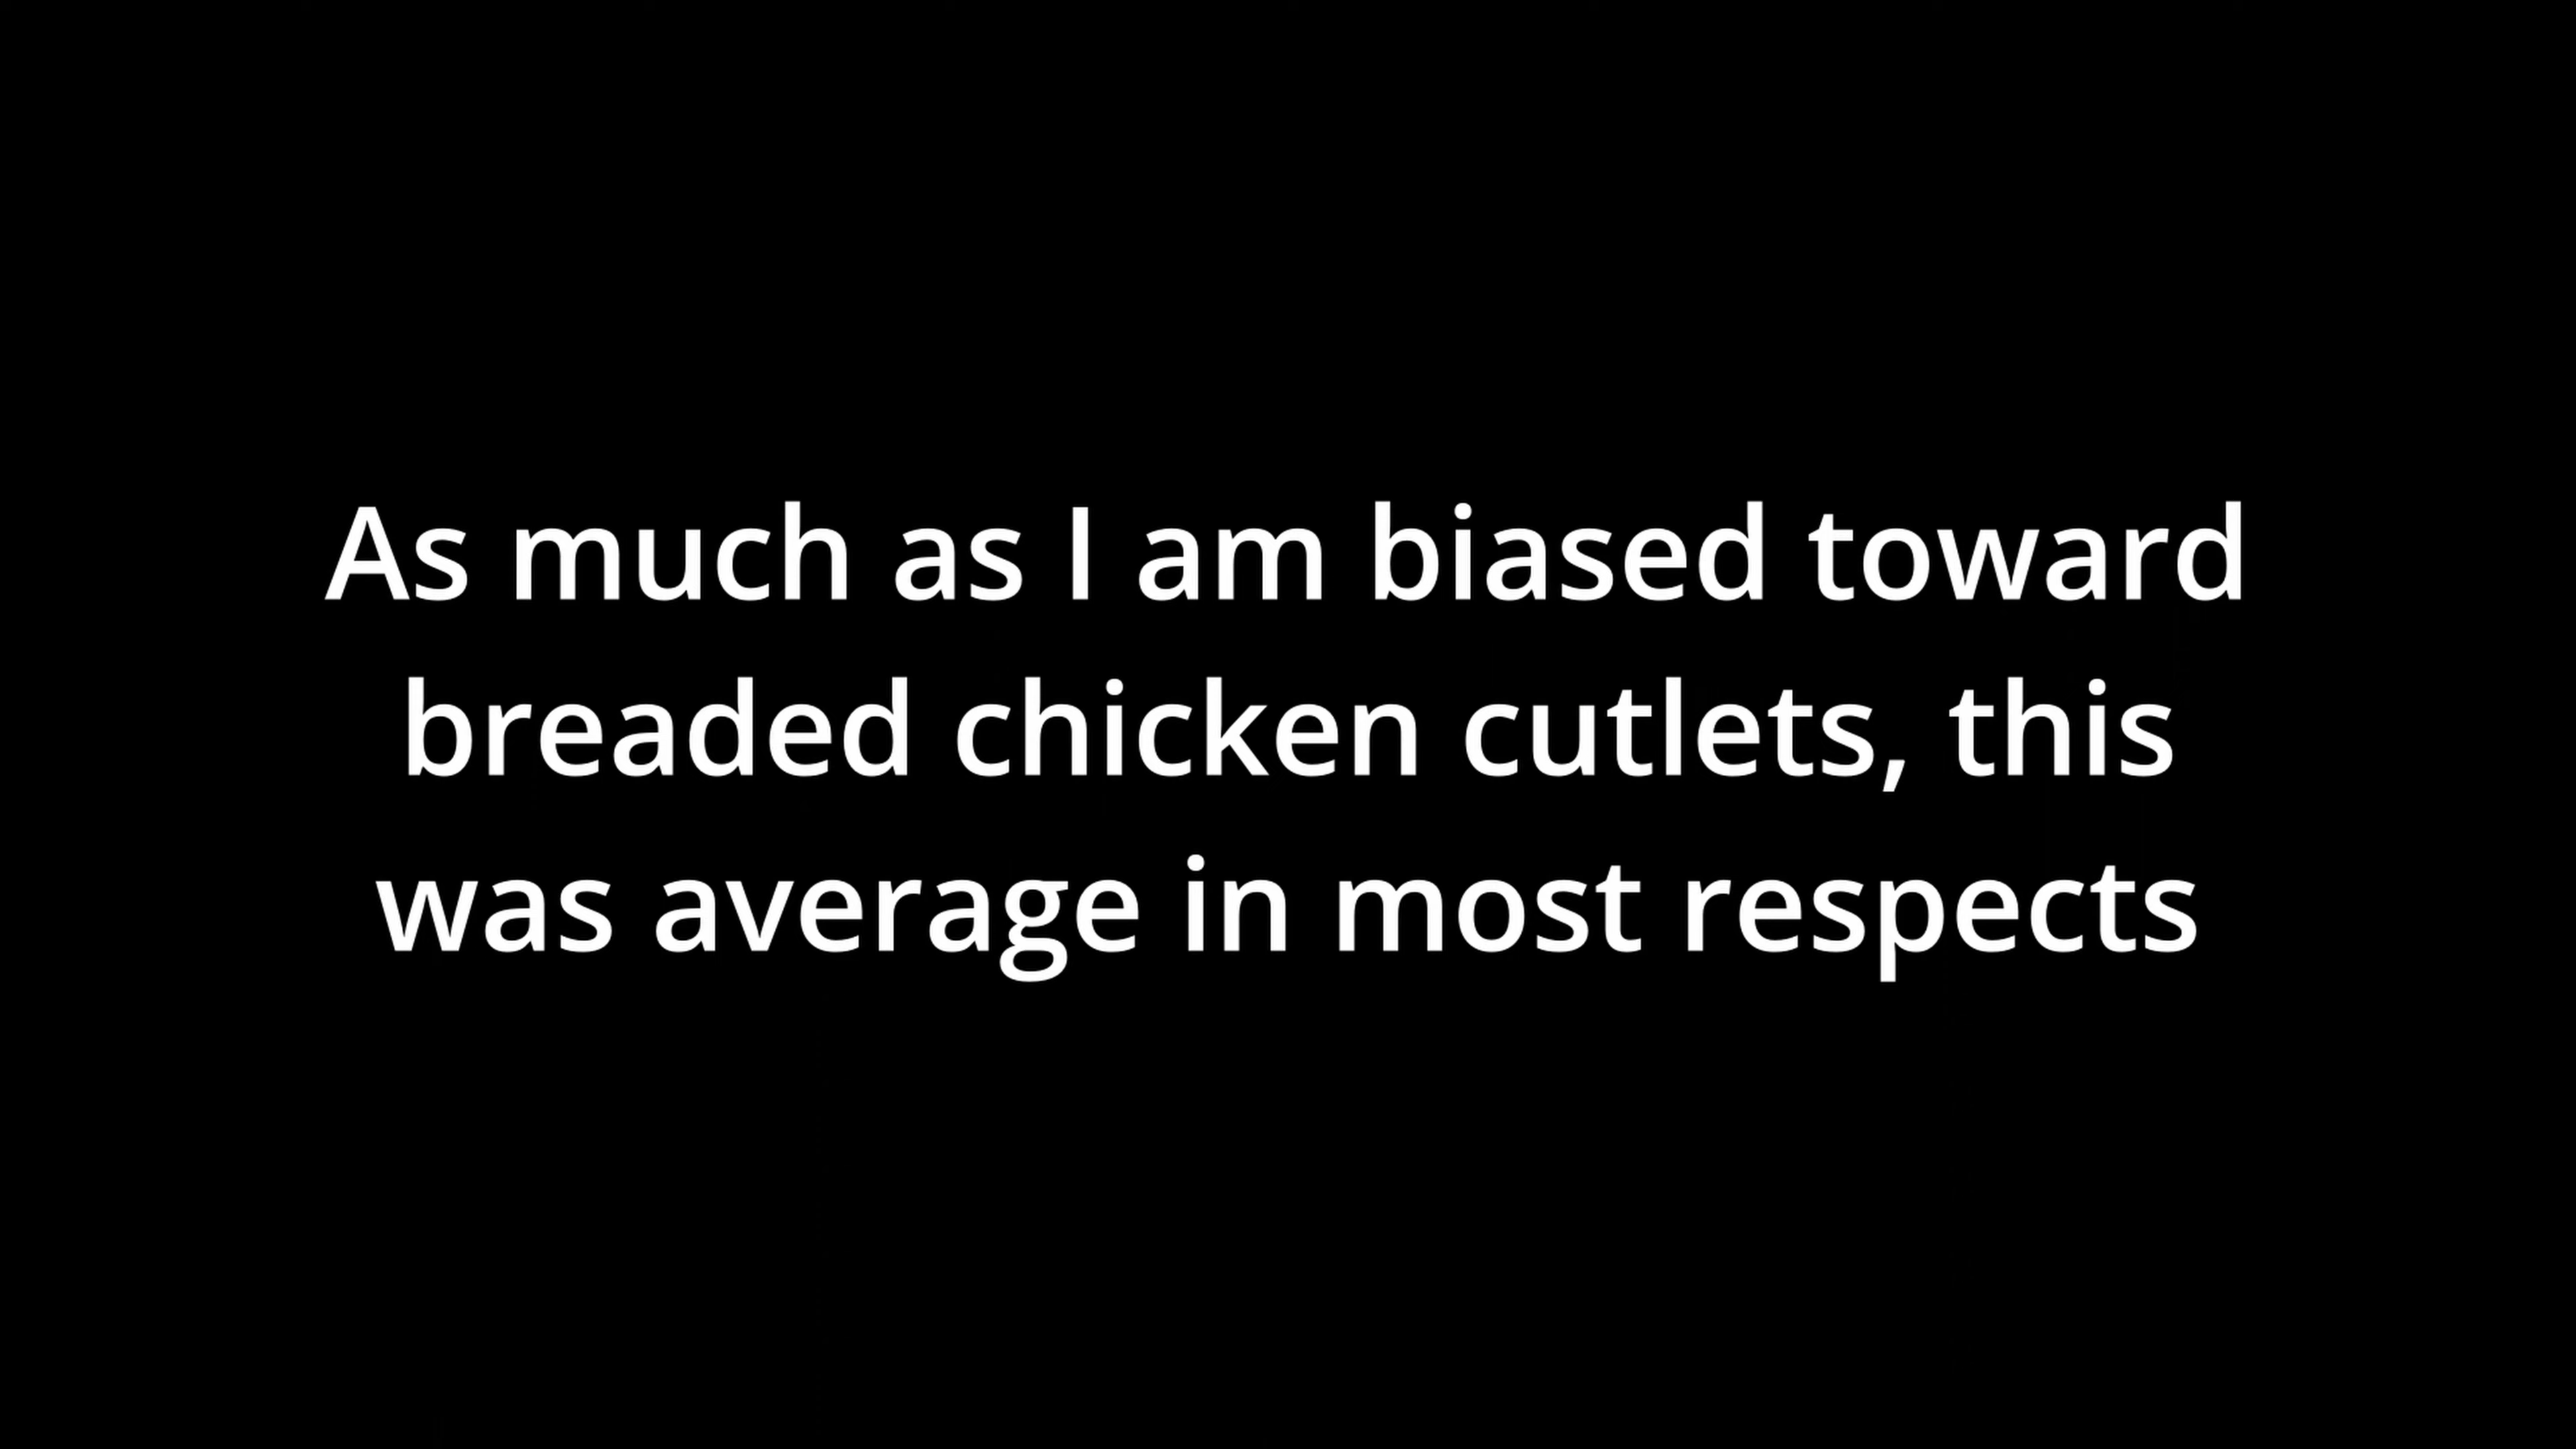 As much as I am biased toward
breaded chicken cutlets, this
was average in most respects